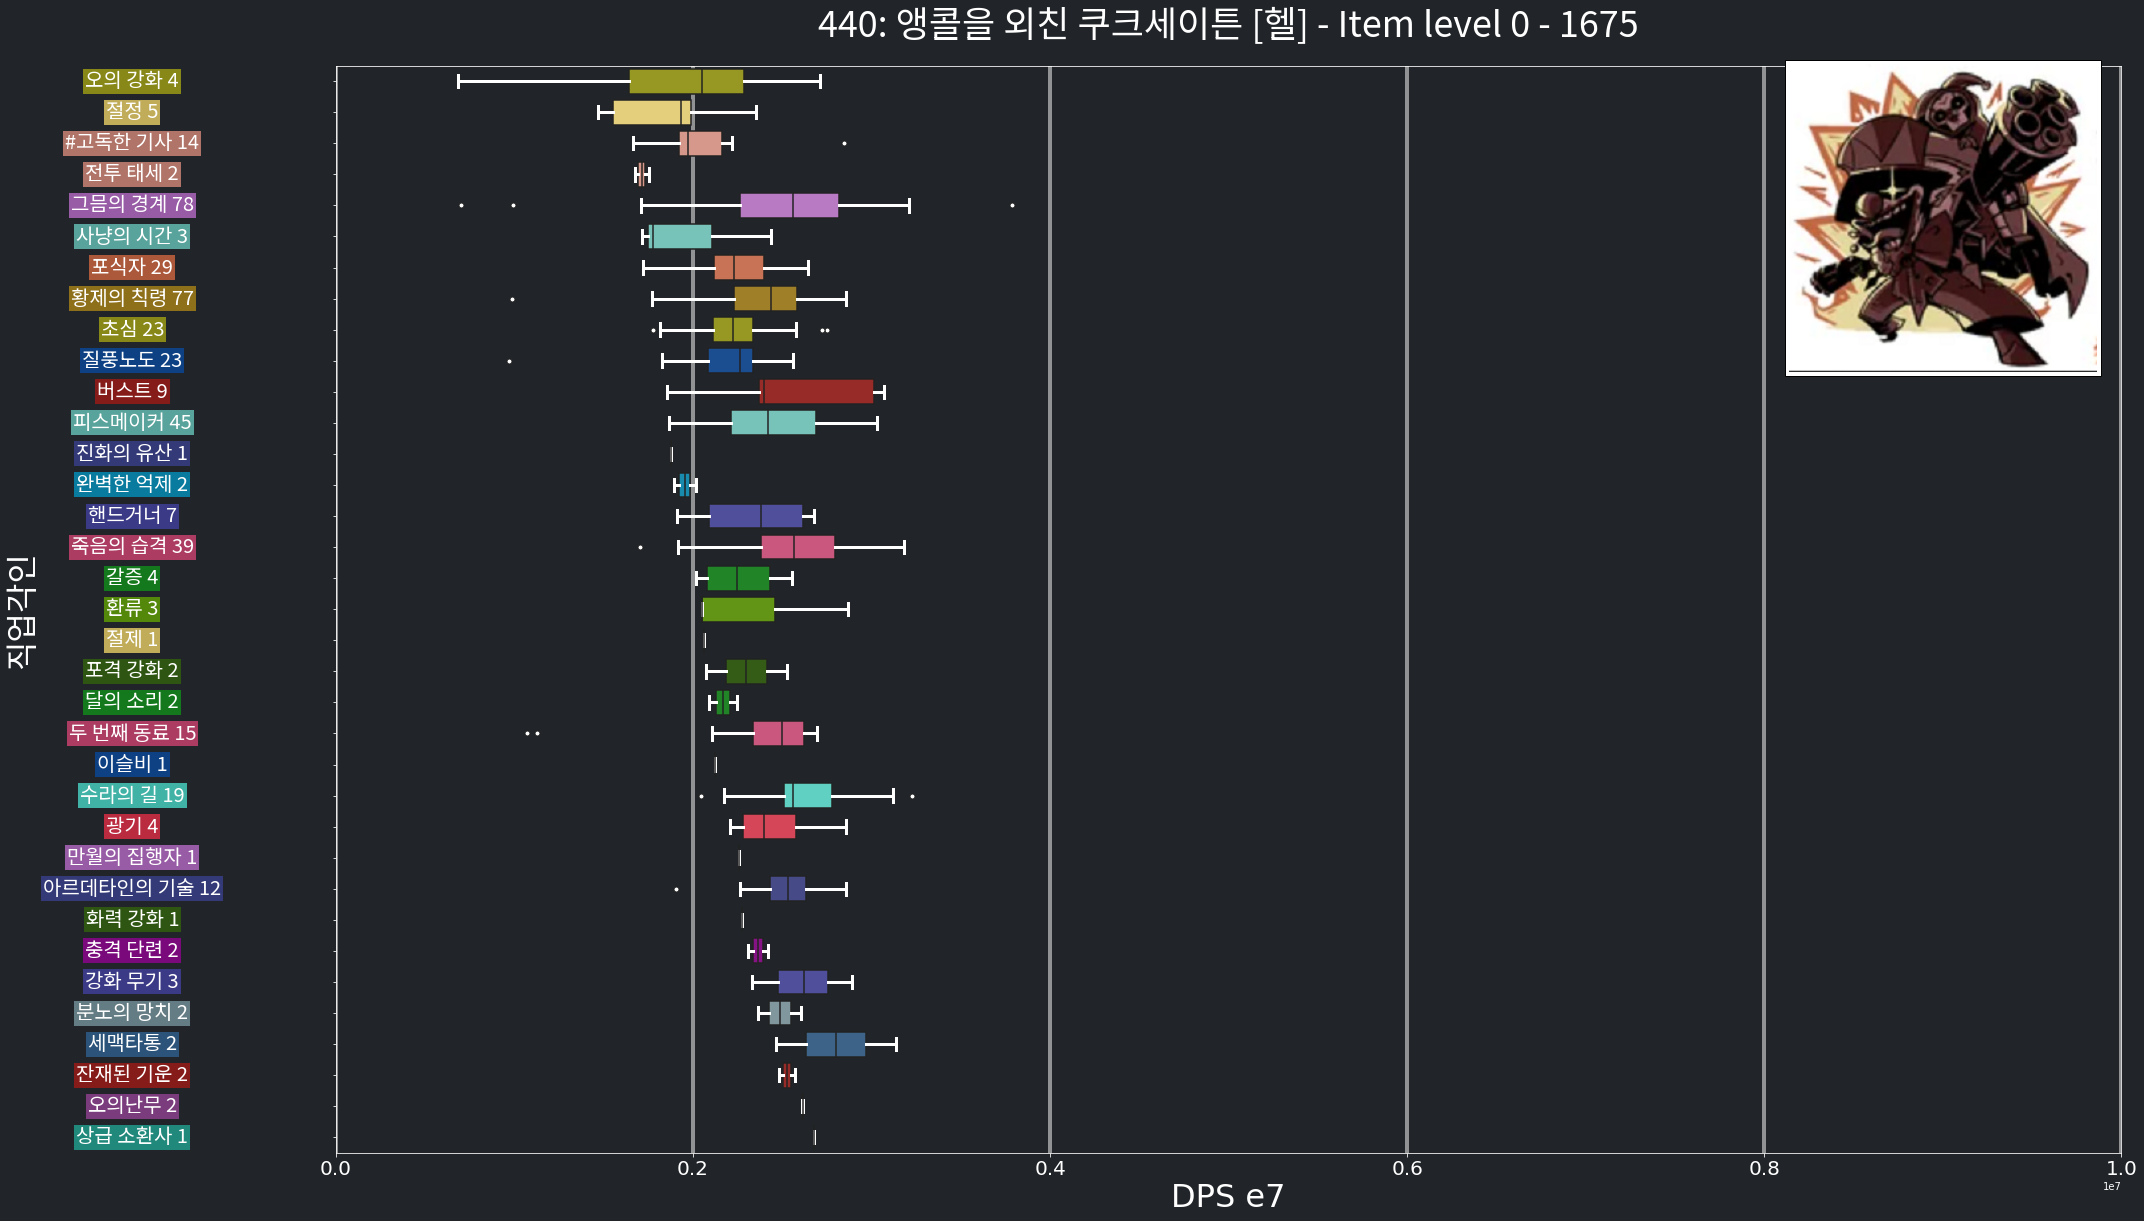 440: 앵콜을 외친 쿠크세이튼 [헬] - Item level 0 - 1675
오의 강화 4
절정 5
#고독한 기사 14
전투 태세 2
그믐의 경계 78
사냥의 시간 3
포식자 29
황제의 칙령 77
초심 23
질풍노도 23
버스트 9
피스메이커 45
진화의 유산 1
완벽한 억제 2
핸드거너 7
죽음의 습격 39
갈증 4
환류 3
절제 1
포격 강화 2
달의 소리 2
두 번째 동료 15
이슬비 1
수라의 길 19
광기 4
만월의 집행자 1
아르데타인의 기술 12
화력 강화 1
충격 단련 2
강화 무기 3
분노의 망치 2
세맥타통 2
잔재된 기운 2
오의난무 2
상급 소환사 1
직업각인
0.0 0.2 0.4 0.6 0.8 1.0
1e7
DPS e7